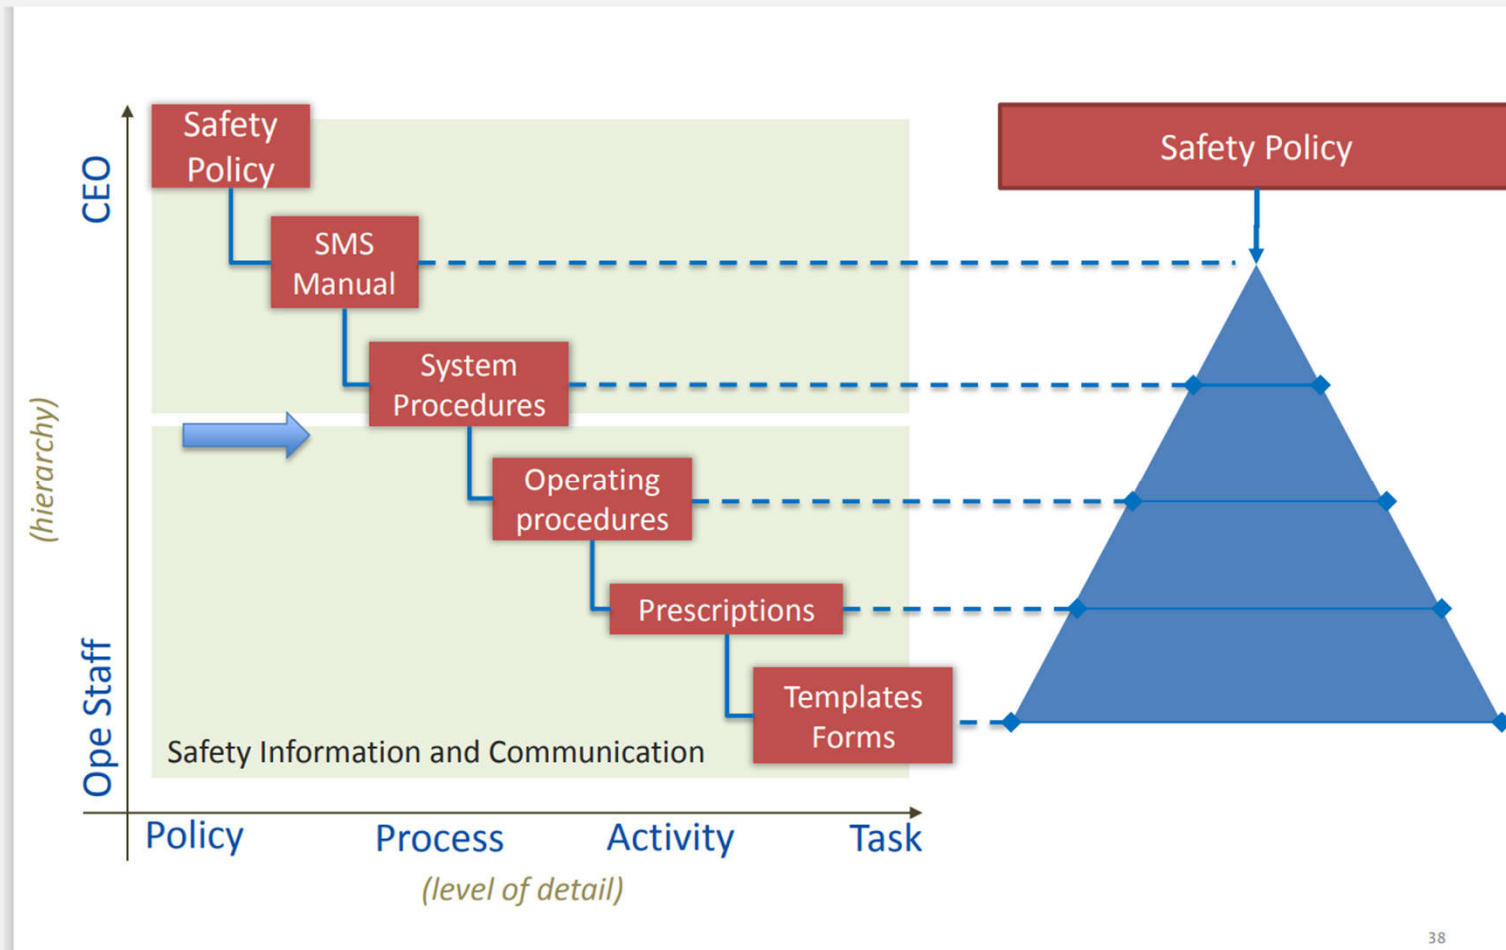 Safety
Policy
Safety Policy
CEO
SMS
Manual
System
Procedures
(hierarchy)
Operating
procedures
Prescriptions
Ope Staff
Templates
Forms
Safety Information and Communication
Policy
Process
Activity
Task
(level of detail)
38